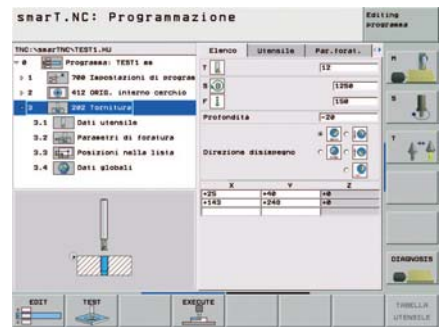 smarT.NC: Programmazione
Editing programma
TNC:\smarTNC\TEST1.HU
0 Programma: TEST1 mm
1 700 Impostazioni di program
2 412 ORIG. interno cerchio
3 202 Tornitura
3.1 Dati utensile
3.2 Parametri di foratura
3.3 Posizioni nella lista
3.4 Dati globali
Elenco Utensile Par.forat.
T 12
S 1250
F 150
Profondità -20
Direzione disimpegno
X Y Z
+25 +40 +0
+143 +248 +0
M
S
T
DIAGNOSIS
EDIT TEST EXECUTE TABELLA UTENSILE